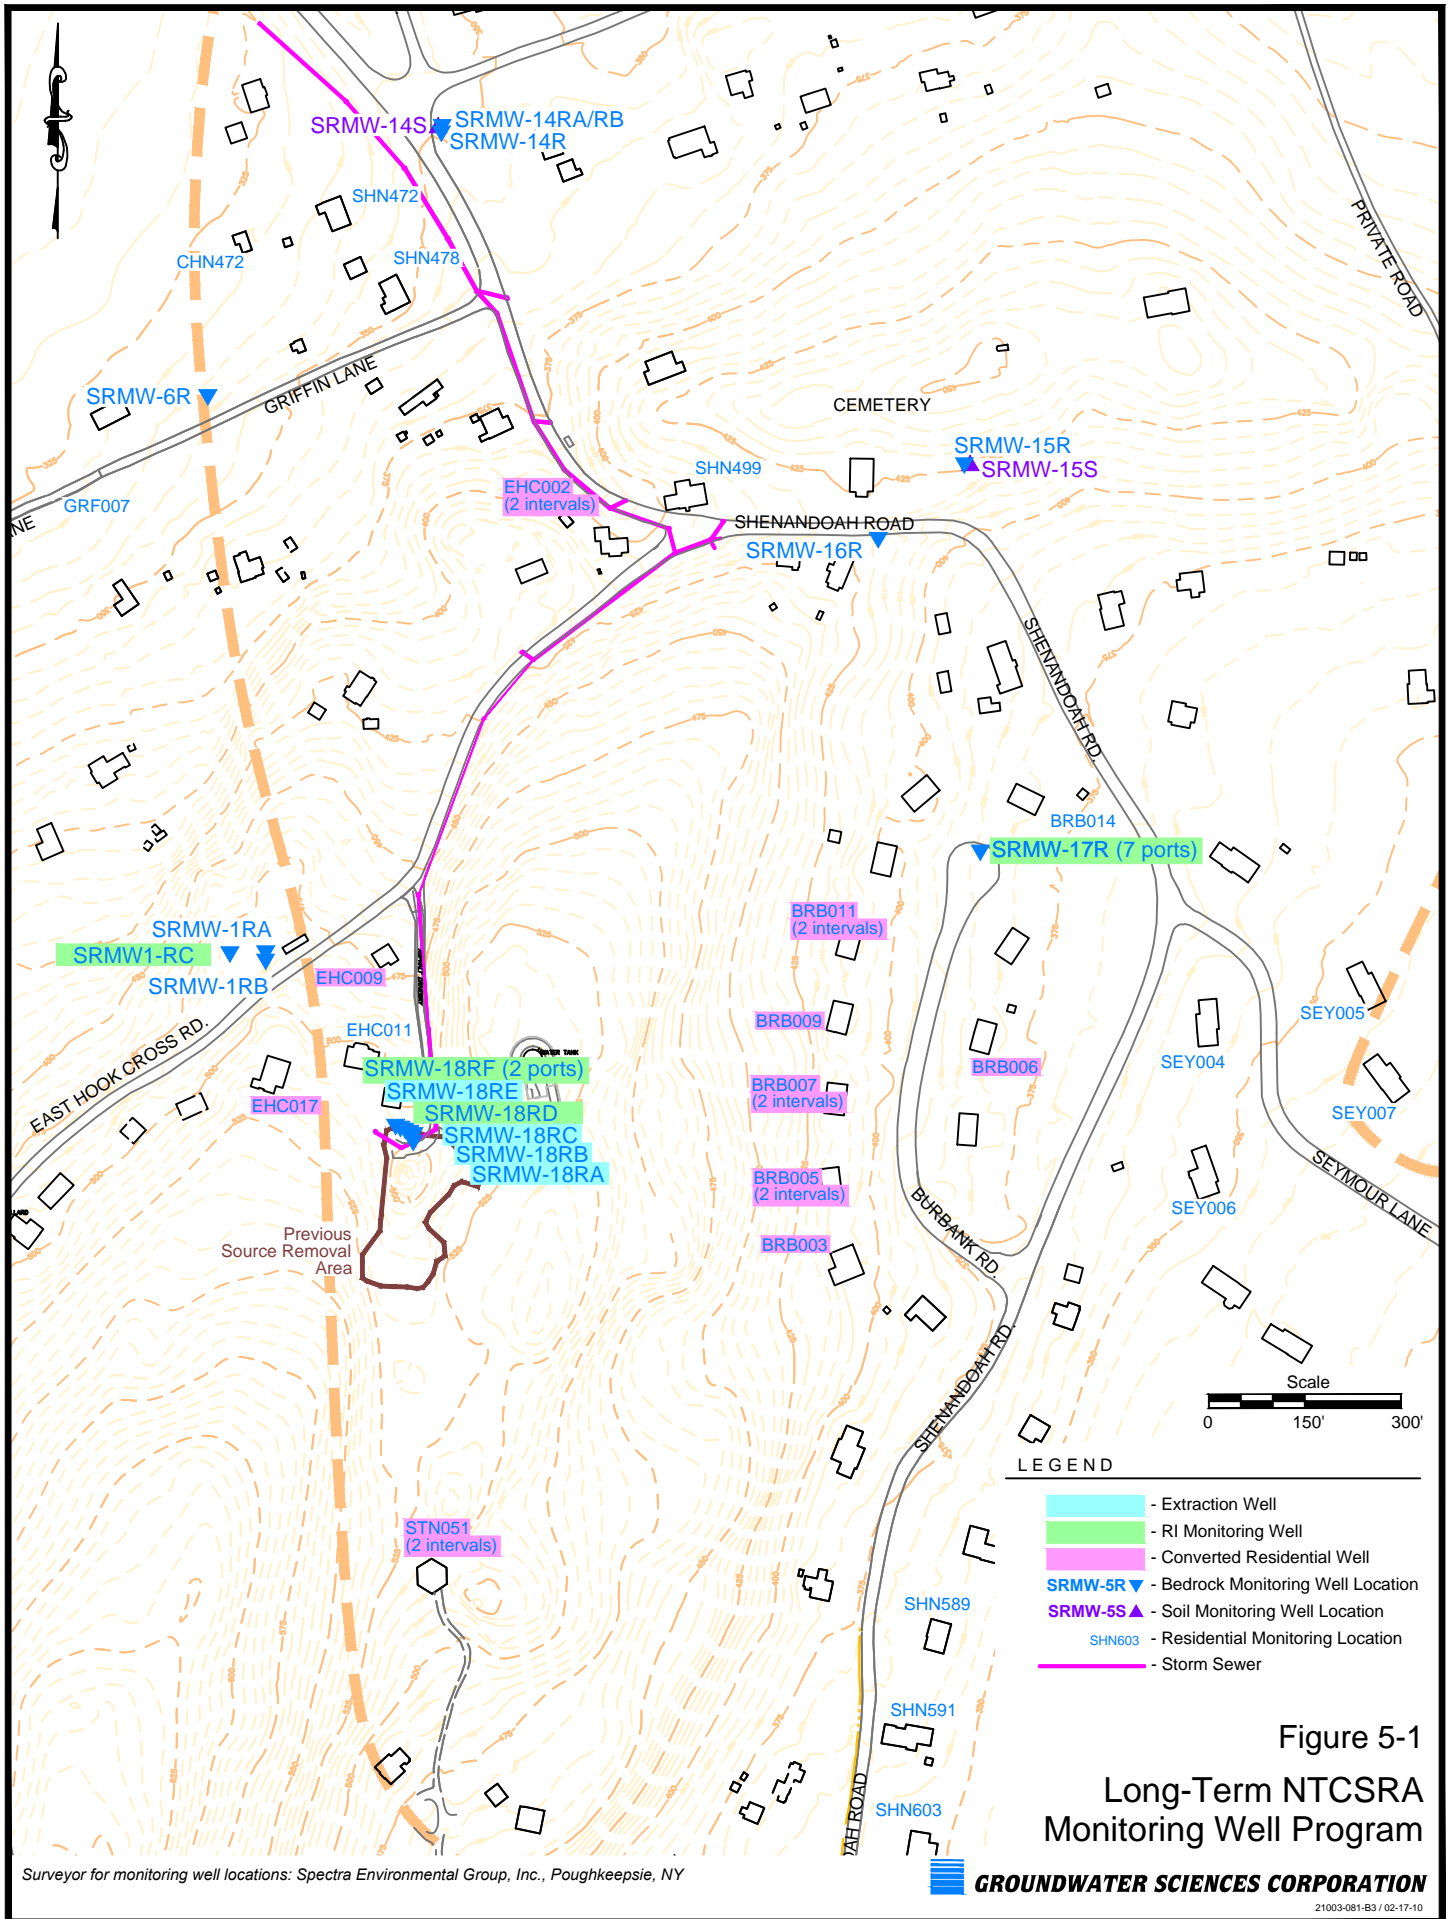 SRMW-14S
SRMW-14RA/RB
SRMW-14R
SHN472
SHN478
CHN472
PRIVATE ROAD
GRIFFIN LANE
SRMW-6R
CEMETERY
SRMW-15R
SRMW-15S
SHN499
EHC002
(2 intervals)
GRF007
NE
SHENANDOAH ROAD
SRMW-16R
SHENANDOAH RD.
BRB014
SRMW-17R (7 ports)
BRB011
(2 intervals)
SRMW-1RA
SRMW1-RC
SRMW-1RB
EHC009
EHC011
EAST HOOK CROSS RD.
EHC017
WATER TANK
SRMW-18RF (2 ports)
SRMW-18RE
SRMW-18RD
SRMW-18RC
SRMW-18RB
SRMW-18RA
BRB009
BRB007
(2 intervals)
BRB006
BRB005
(2 intervals)
BRB003
BURBANK RD.
SEY005
SEY004
SEY007
SEY006
SEYMOUR LANE
Previous
Source Removal
Area
SHENANDOAH RD.
Scale
0 150' 300'
STN051
(2 intervals)
SHN589
SHN591
SHN603
OAH ROAD
LEGEND
- Extraction Well
- RI Monitoring Well
- Converted Residential Well
SRMW-5R - Bedrock Monitoring Well Location
SRMW-5S - Soil Monitoring Well Location
SHN603 - Residential Monitoring Location
- Storm Sewer
Figure 5-1
Long-Term NTCSRA
Monitoring Well Program
Surveyor for monitoring well locations: Spectra Environmental Group, Inc., Poughkeepsie, NY
GROUNDWATER SCIENCES CORPORATION
21003-081-B3 / 02-17-10